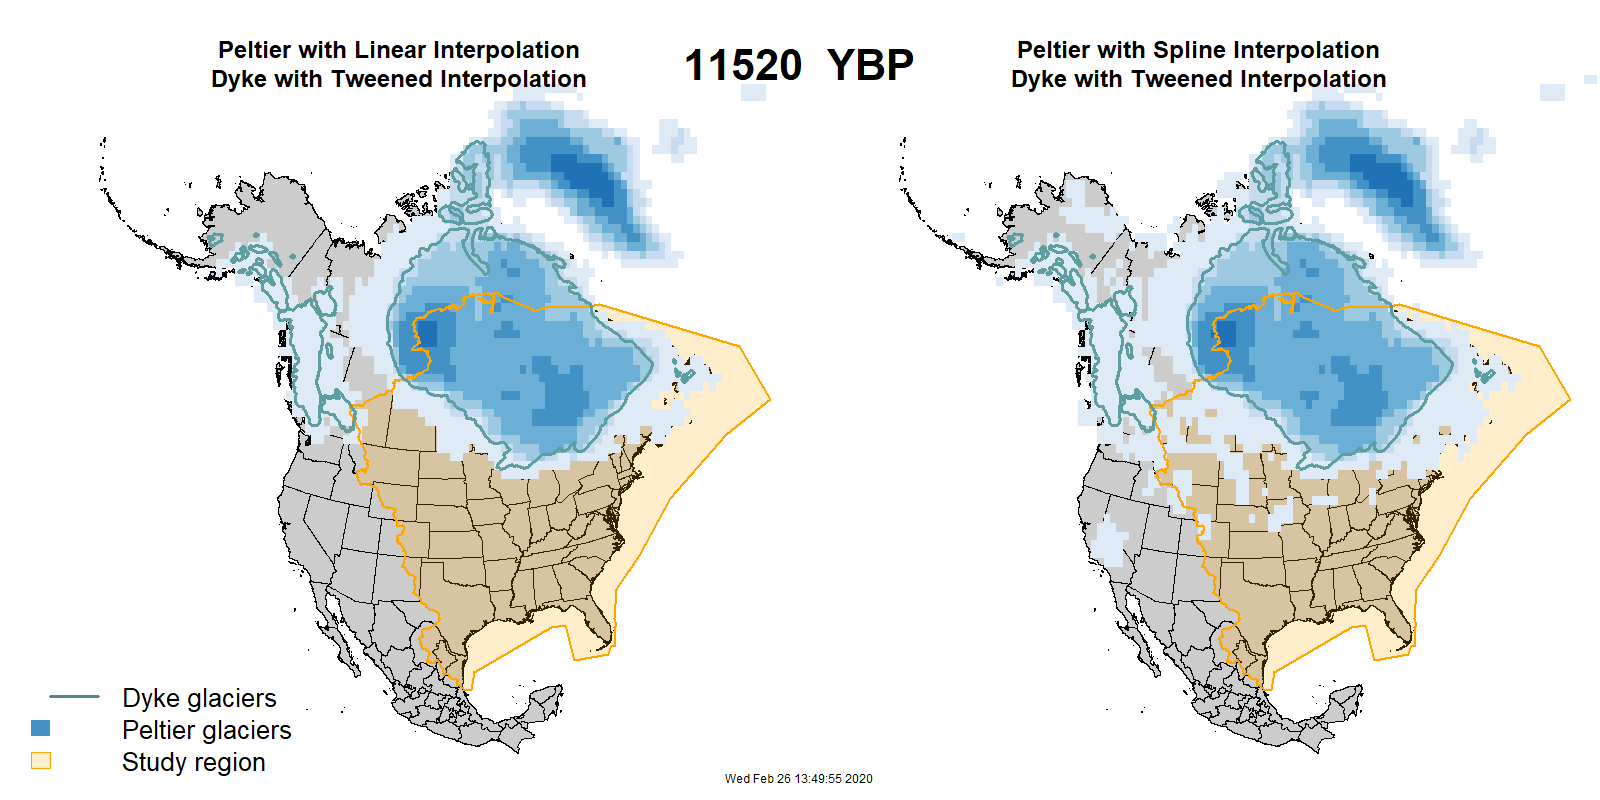 Peltier with Linear Interpolation
Dyke with Tweened Interpolation
11520 YBP
Peltier with Spline Interpolation
Dyke with Tweened Interpolation
Dyke glaciers
Peltier glaciers
Study region
Wed Feb 26 13:49:55 2020